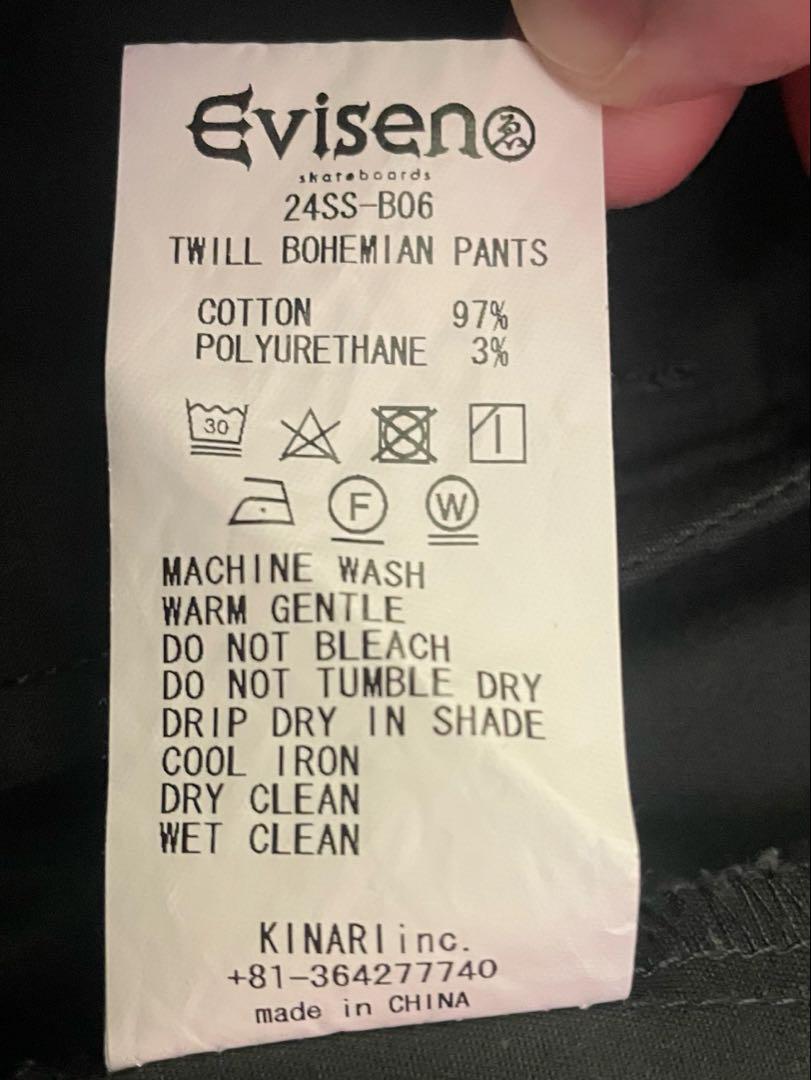 Evisen ゑ
skateboards
24SS-B06
TWILL BOHEMIAN PANTS
COTTON 97%
POLYURETHANE 3%
30
F W
MACHINE WASH
WARM GENTLE
DO NOT BLEACH
DO NOT TUMBLE DRY
DRIP DRY IN SHADE
COOL IRON
DRY CLEAN
WET CLEAN
KINARI inc.
+81-364277740
made in CHINA